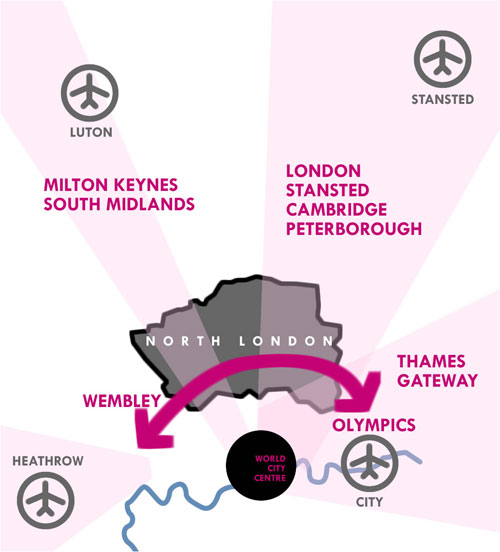 STANSTED
LUTON
MILTON KEYNES
SOUTH MIDLANDS
LONDON
STANSTED
CAMBRIDGE
PETERBOROUGH
NORTH LONDON
THAMES
GATEWAY
WEMBLEY
OLYMPICS
HEATHROW
WORLD
CITY
CENTRE
CITY